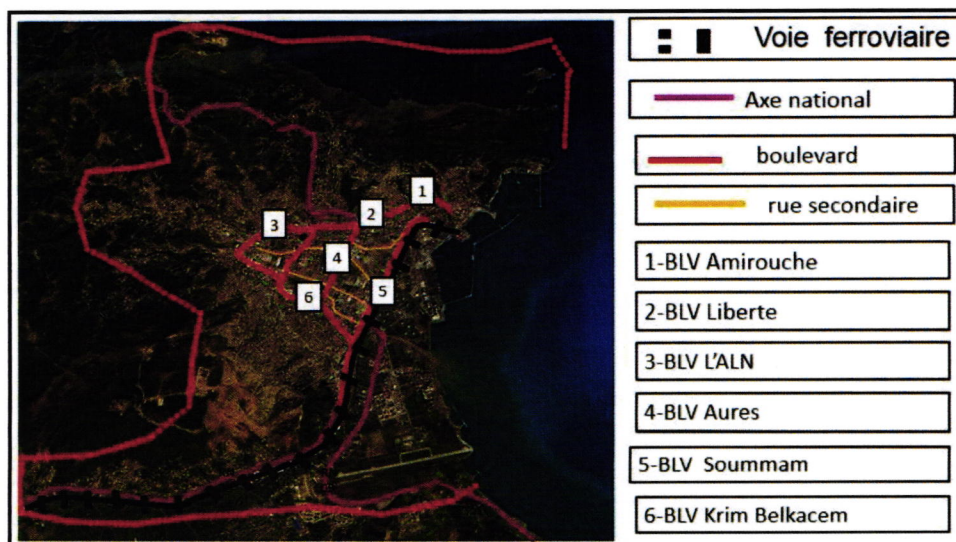 Voie ferroviaire
Axe national
boulevard
rue secondaire
1-BLV Amirouche
2-BLV Liberte
3-BLV L'ALN
4-BLV Aures
5-BLV Soummam
6-BLV Krim Belkacem
1
2
3
4
5
6